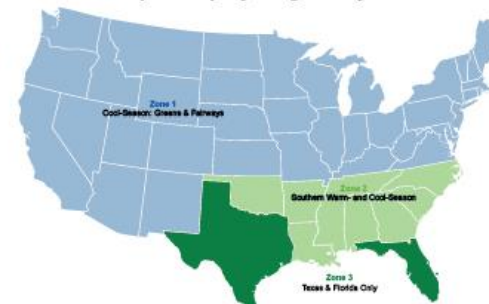 Zone 1
Cool-Season: Greens & Fairways
Zone 2
Southern Warm- and Cool-Season
Zone 3
Texas & Florida Only